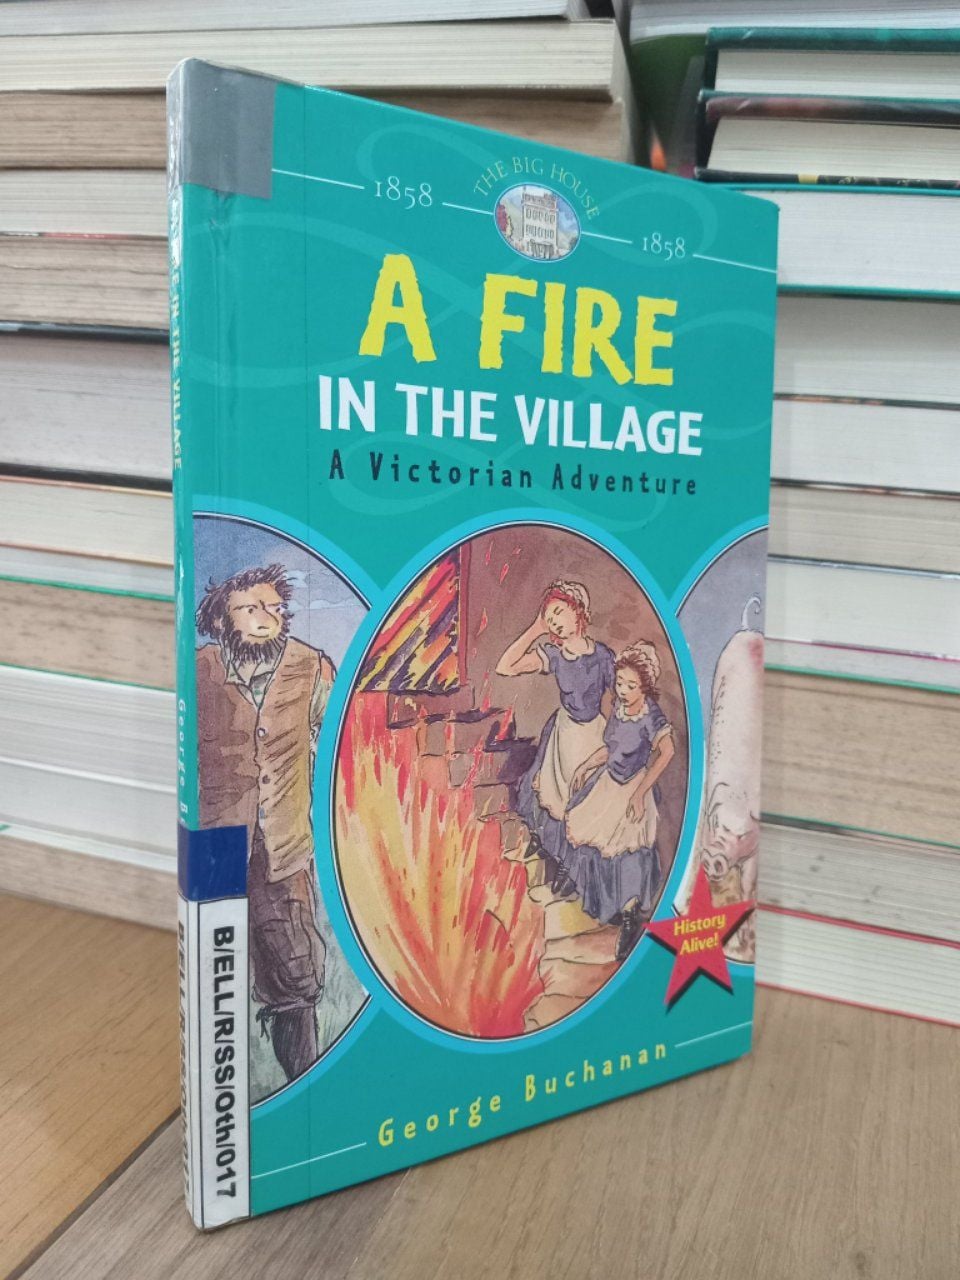 THE BIG HOUSE
1858
1858
A FIRE
IN THE VILLAGE
A Victorian Adventure
History
Alive!
George Buchanan
IN THE VILLAGE
George B
B/ELL/R/SS/Oth/017